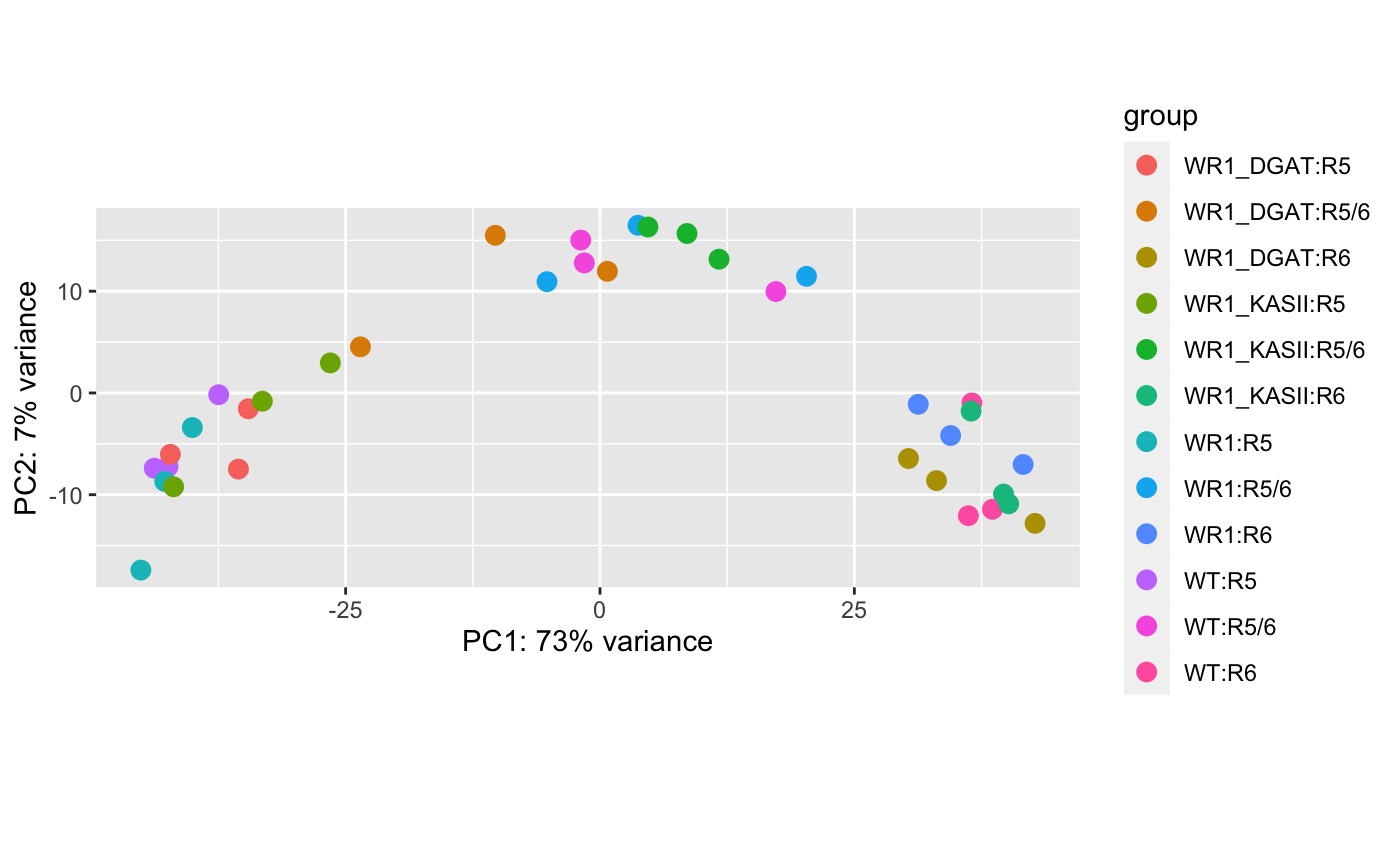 group
WR1_DGAT:R5
WR1_DGAT:R5/6
WR1_DGAT:R6
WR1_KASII:R5
WR1_KASII:R5/6
WR1_KASII:R6
WR1:R5
WR1:R5/6
WR1:R6
WT:R5
WT:R5/6
WT:R6
PC2: 7% variance
10
0
-10
-25
0
25
PC1: 73% variance